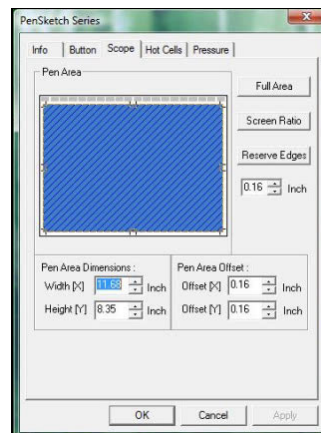 PenSketch Series
Info Button Scope Hot Cells Pressure
Pen Area
Full Area
Screen Ratio
Reserve Edges
0.16 Inch
Pen Area Dimensions :
Width [X] 11.68 Inch
Height [Y] 8.35 Inch
Pen Area Offset :
Offset [X] 0.16 Inch
Offset [Y] 0.16 Inch
OK Cancel Apply